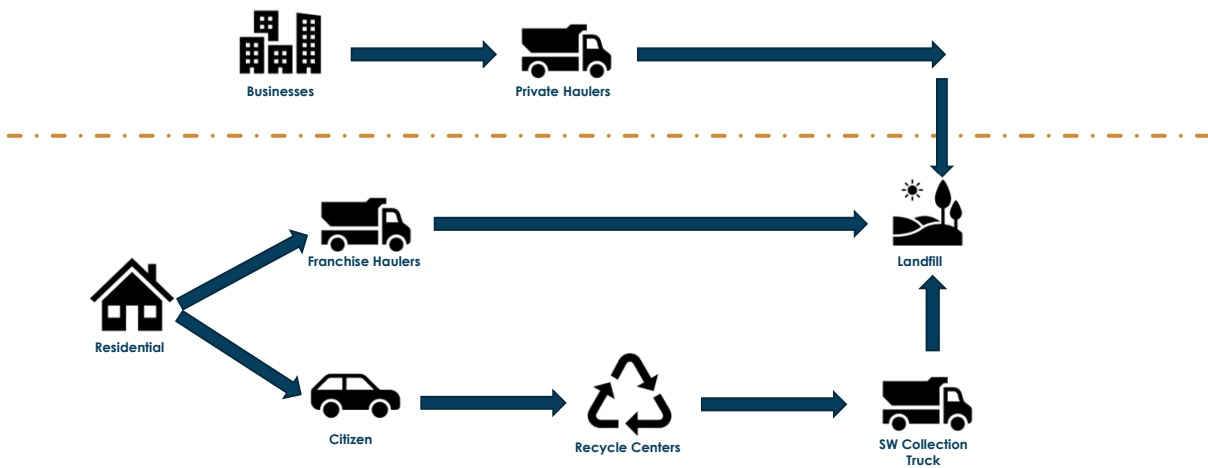 Businesses
Private Haulers
Franchise Haulers
Landfill
Residential
Citizen
Recycle Centers
SW Collection
Truck